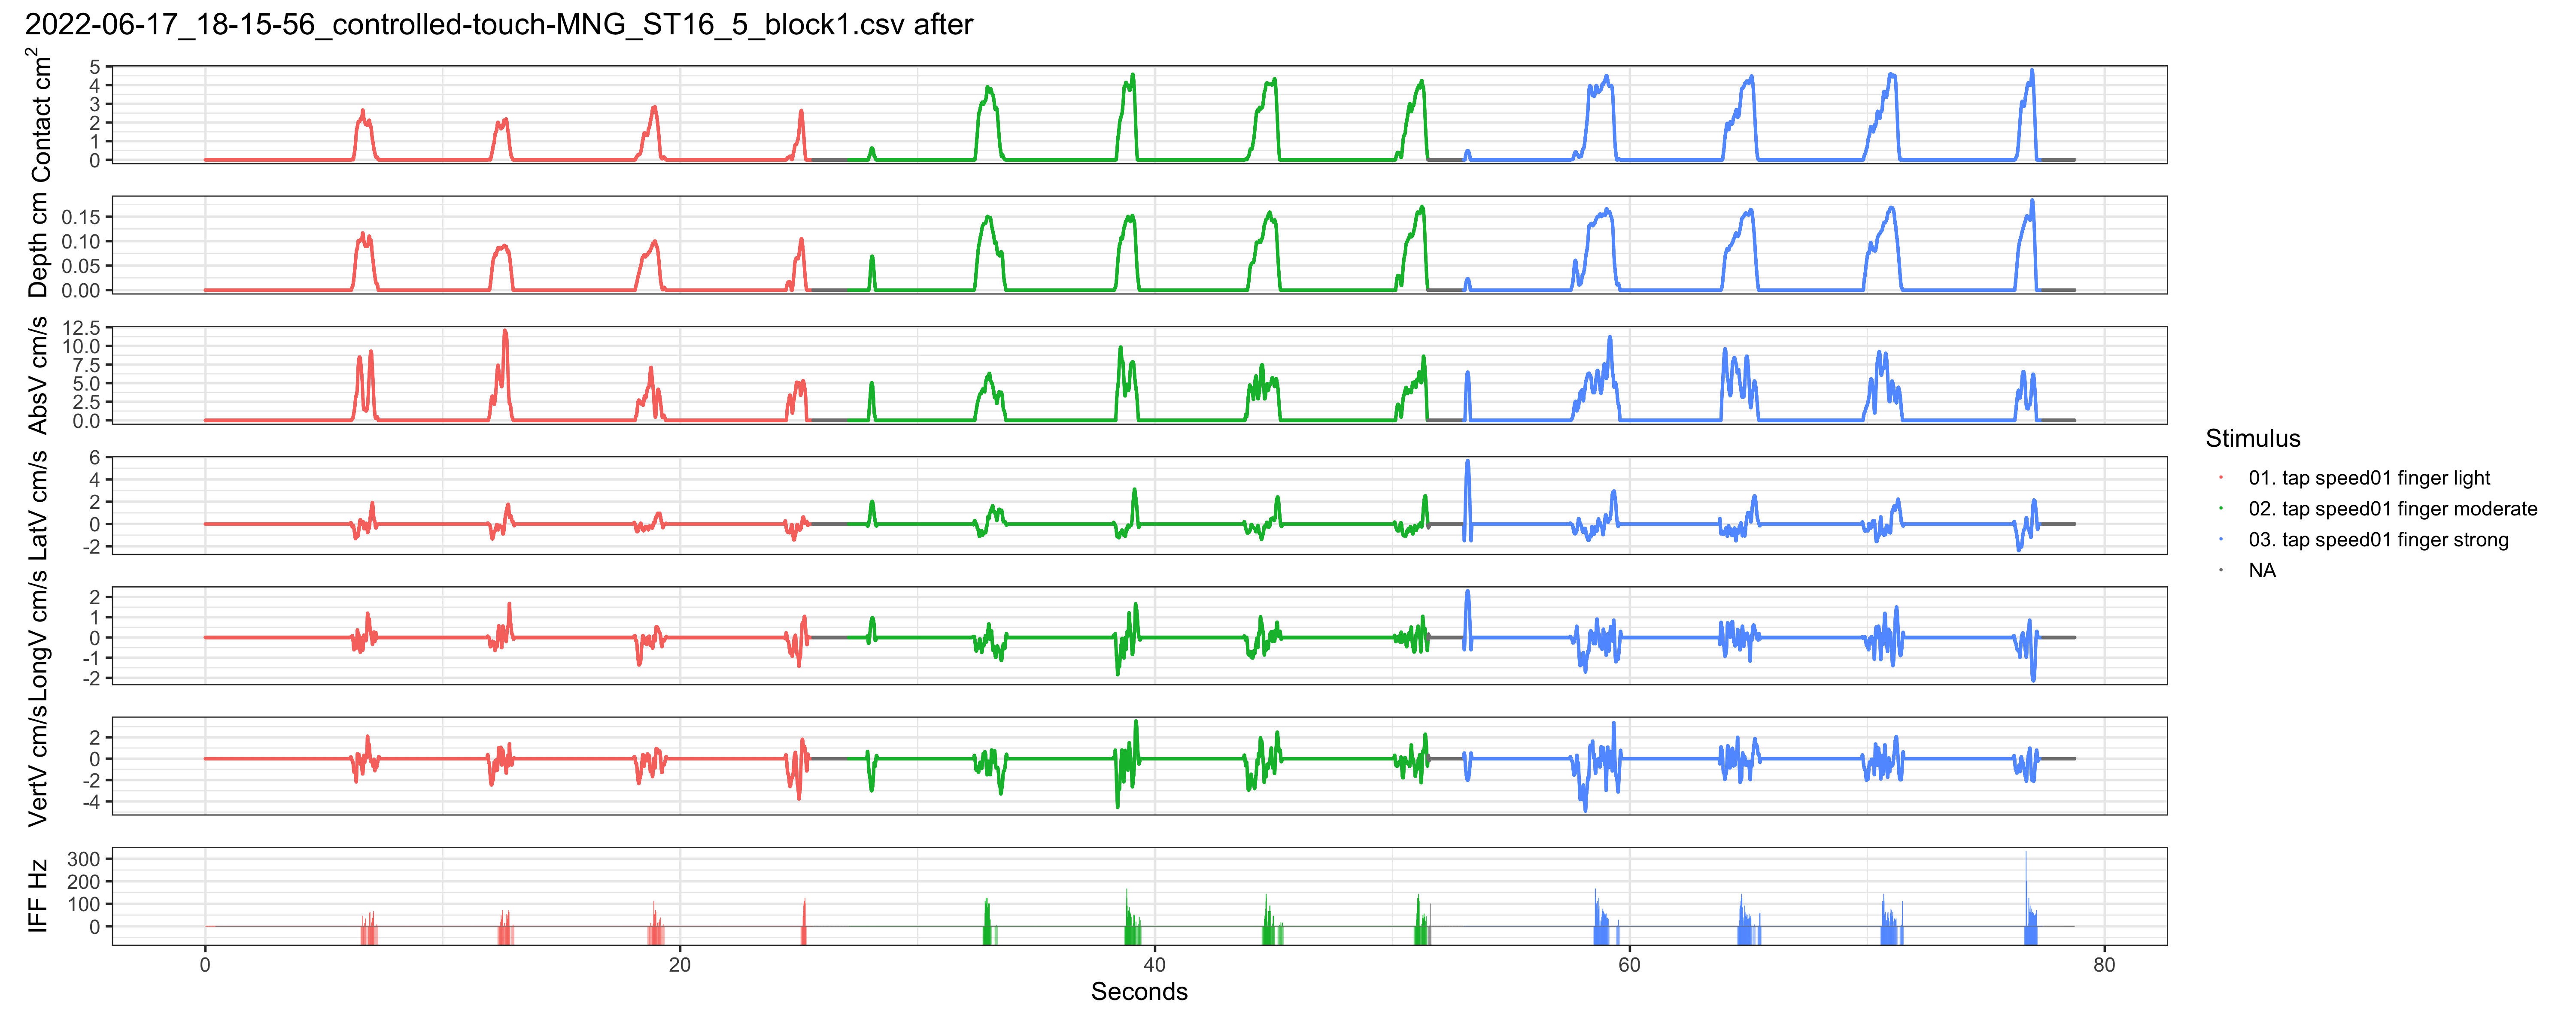 2022-06-17_18-15-56_controlled-touch-MNG_ST16_5_block1.csv after
Contact cm²
5
4
3
2
1
0
Depth cm
0.15
0.10
0.05
0.00
AbsV cm/s
12.5
10.0
7.5
5.0
2.5
0.0
LatV cm/s
6
4
2
0
-2
LongV cm/s
2
1
0
-1
-2
VertV cm/s
2
0
-2
-4
IFF Hz
300
200
100
0
0 20 40 60 80
Seconds
Stimulus
01. tap speed01 finger light
02. tap speed01 finger moderate
03. tap speed01 finger strong
NA